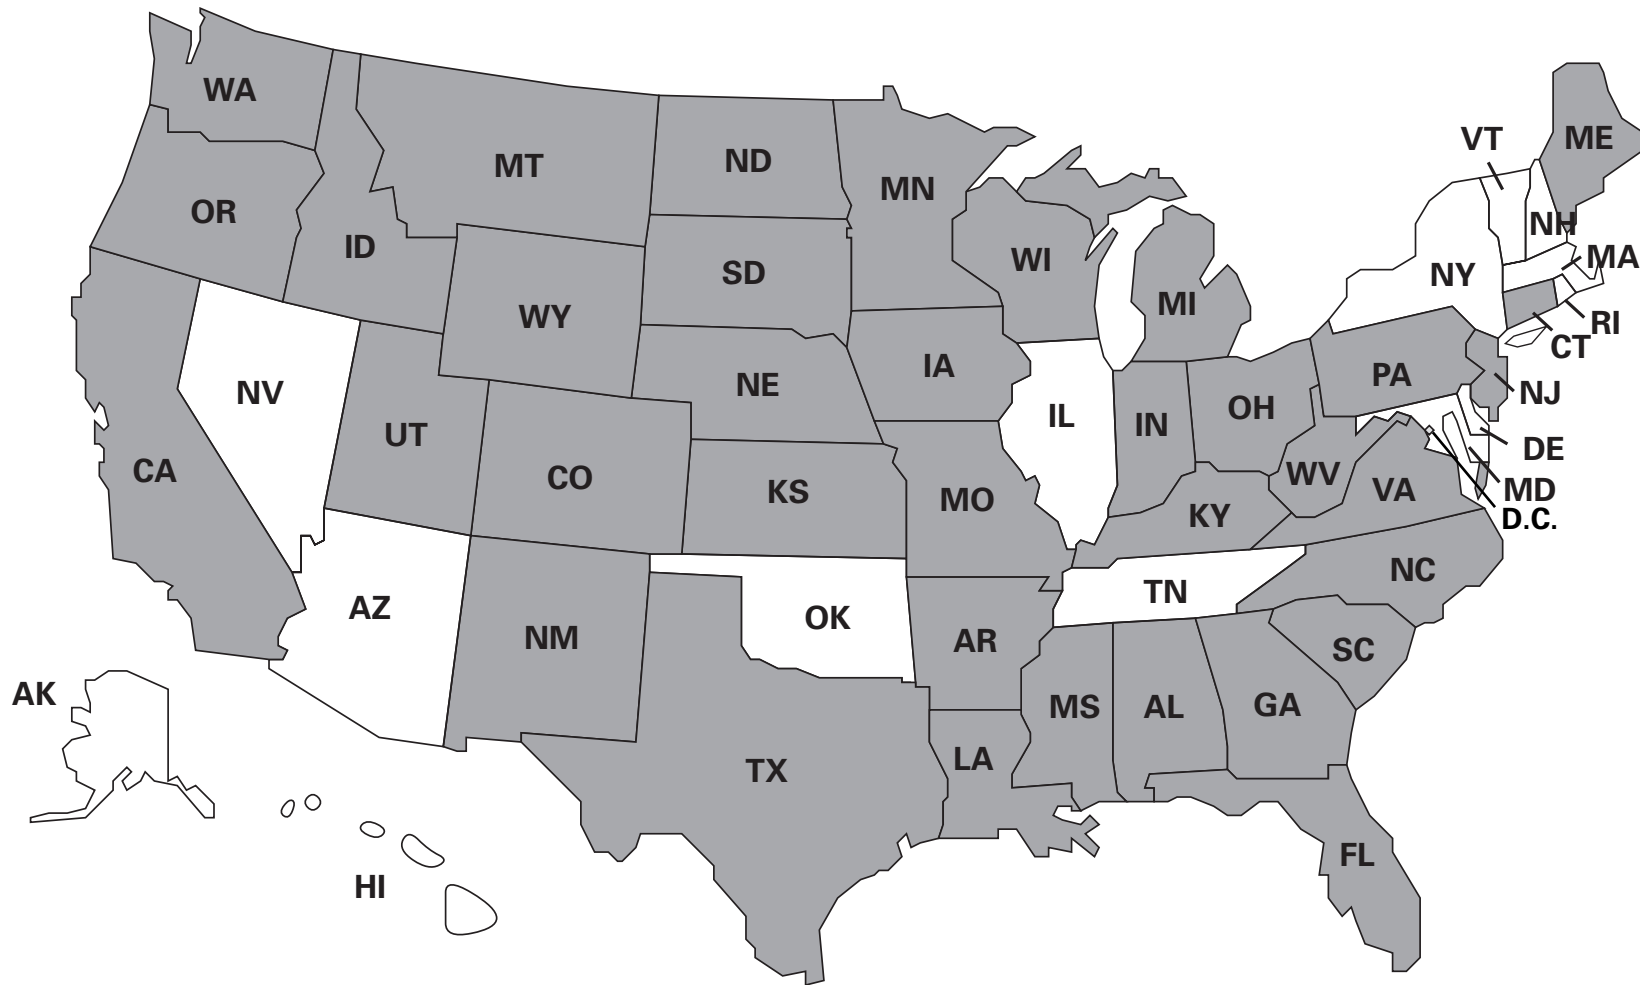 WA
MT
ND
MN
VT
ME
OR
ID
SD
WI
MI
NY
NH
MA
WY
RI
CT
NV
UT
NE
IA
IL
IN
OH
PA
NJ
CA
CO
KS
MO
KY
WV
VA
DE
MD
D.C.
AZ
NM
OK
AR
TN
NC
SC
AK
TX
LA
MS
AL
GA
HI
FL